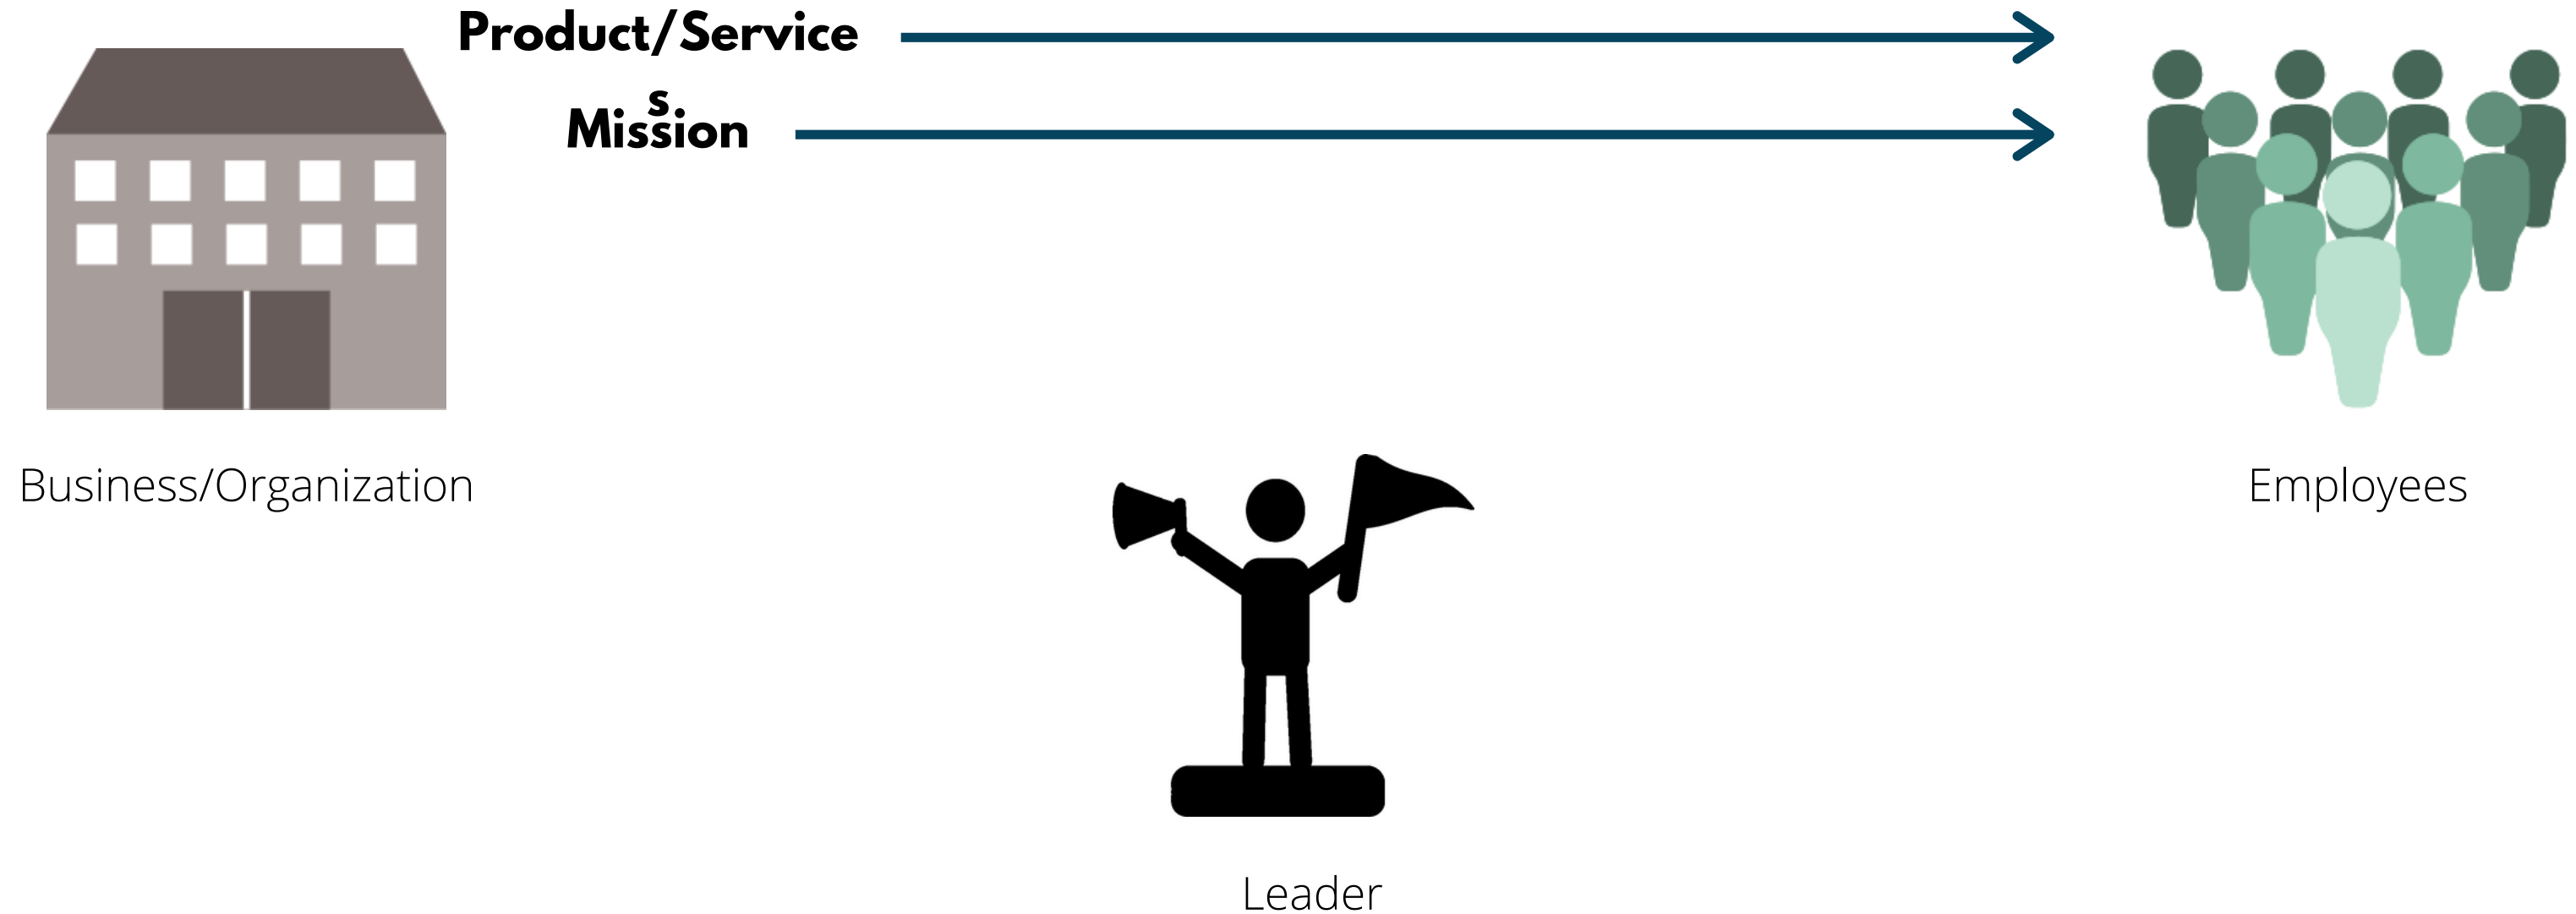 Product/Service
s
Mission
Business/Organization
Employees
Leader